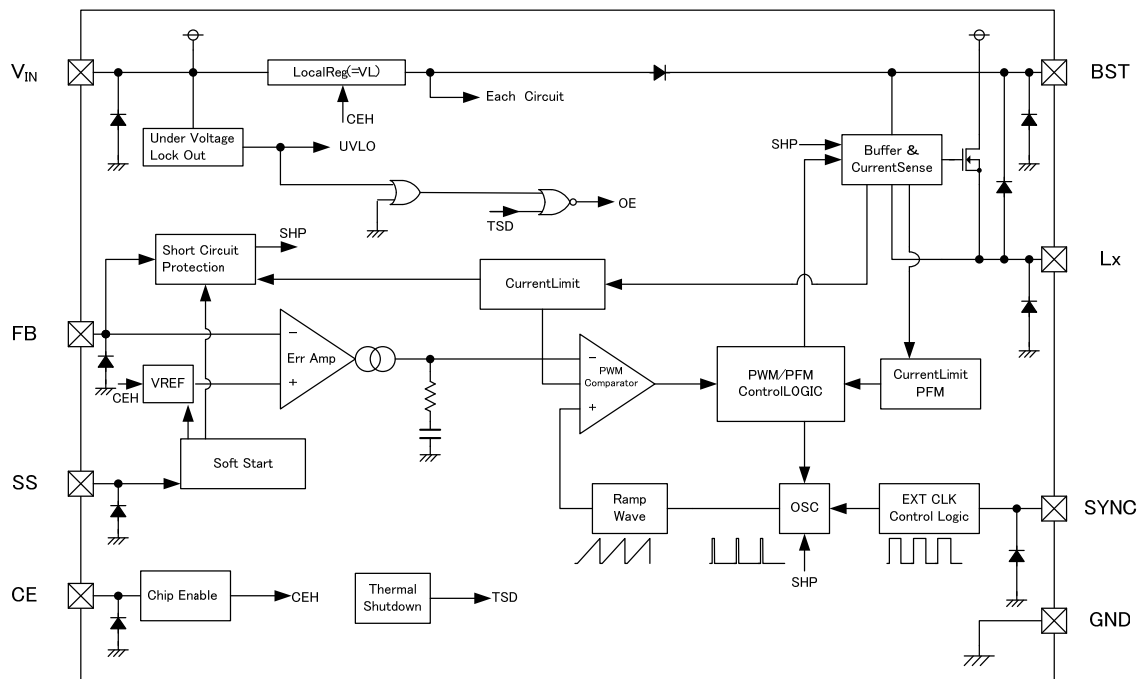 VIN
LocalReg(=VL)
BST
Each Circuit
CEH
Under Voltage
Lock Out
UVLO
SHP
Buffer &
CurrentSense
OE
TSD
SHP
Short Circuit
Protection
CurrentLimit
Lx
FB
−
Err Amp
+
−
PWM
Comparator
+
PWM/PFM
ControlLOGIC
CurrentLimit
PFM
VREF
CEH
Soft Start
SS
Ramp
Wave
OSC
EXT CLK
Control Logic
SYNC
SHP
CE
Chip Enable
CEH
Thermal
Shutdown
TSD
GND